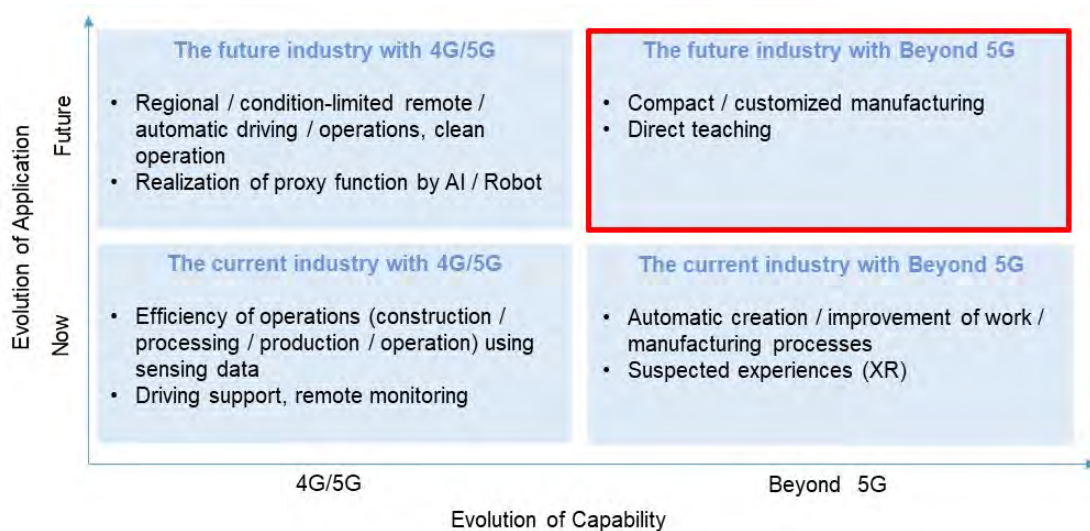 The future industry with 4G/5G
• Regional / condition-limited remote /
automatic driving / operations, clean
operation
• Realization of proxy function by AI / Robot
The future industry with Beyond 5G
• Compact / customized manufacturing
• Direct teaching
The current industry with 4G/5G
• Efficiency of operations (construction /
processing / production / operation) using
sensing data
• Driving support, remote monitoring
The current industry with Beyond 5G
• Automatic creation / improvement of work /
manufacturing processes
• Suspected experiences (XR)
Evolution of Application
Future
Now
4G/5G
Beyond 5G
Evolution of Capability